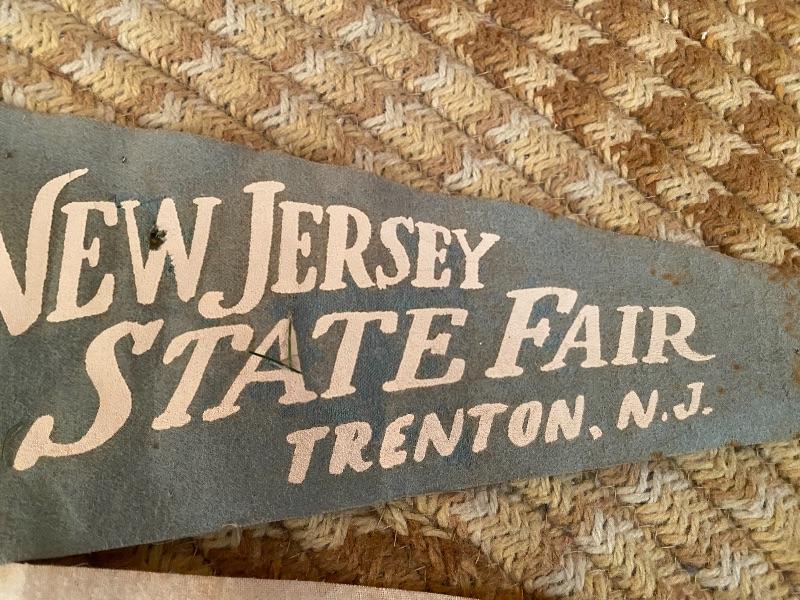 NEW JERSEY
STATE FAIR
TRENTON, N.J.